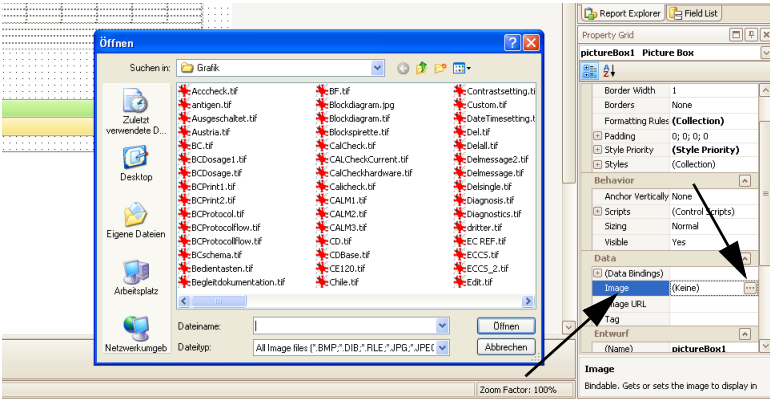 Report Explorer Field List
Property Grid
pictureBox1 Picture Box
Border Width 1
Borders None
Formatting Rules (Collection)
Padding 0; 0; 0; 0
Style Priority (Style Priority)
Styles (Collection)
Behavior
Anchor Vertically None
Scripts (Control Scripts)
Sizing Normal
Visible Yes
Data
(Data Bindings)
Image (Keine)
Image URL
Tag
Entwurf
(Name) pictureBox1
Image
Bindable. Gets or sets the image to display in
Öffnen
Suchen in: Grafik
Zuletzt
verwendete D...
Desktop
Eigene Dateien
Arbeitsplatz
Netzwerkumgeb
Acccheck.tif
antigen.tif
Ausgeschaltet.tif
Austria.tif
BC.tif
BCDosage1.tif
BCDosage.tif
BCPrint1.tif
BCPrint2.tif
BCProtocol.tif
BCProtocolflow.tif
BCProtocollflow.tif
BCschema.tif
Bedientasten.tif
Begleitdokumentation.tif
BF.tif
Blockdiagram.jpg
Blockdiagram.tif
Blockspirette.tif
CalCheck.tif
CALCheckCurrent.tif
CalCheckhardware.tif
Calicheck.tif
CALM1.tif
CALM2.tif
CALM3.tif
CD.tif
CDBase.tif
CE120.tif
Chile.tif
Contrastsetting.ti
Custom.tif
DateTimesetting.t
Del.tif
Delall.tif
Delmessage2.tif
Delmessage.tif
Delsingle.tif
Diagnosis.tif
Diagnostics.tif
dritter.tif
EC REF.tif
ECCS.tif
ECCS_2.tif
Edit.tif
Dateiname: Öffnen
Dateityp: All Image files (*.BMP;*.DIB;*.RLE;*.JPG;*.JPEG Abbrechen
Zoom Factor: 100%